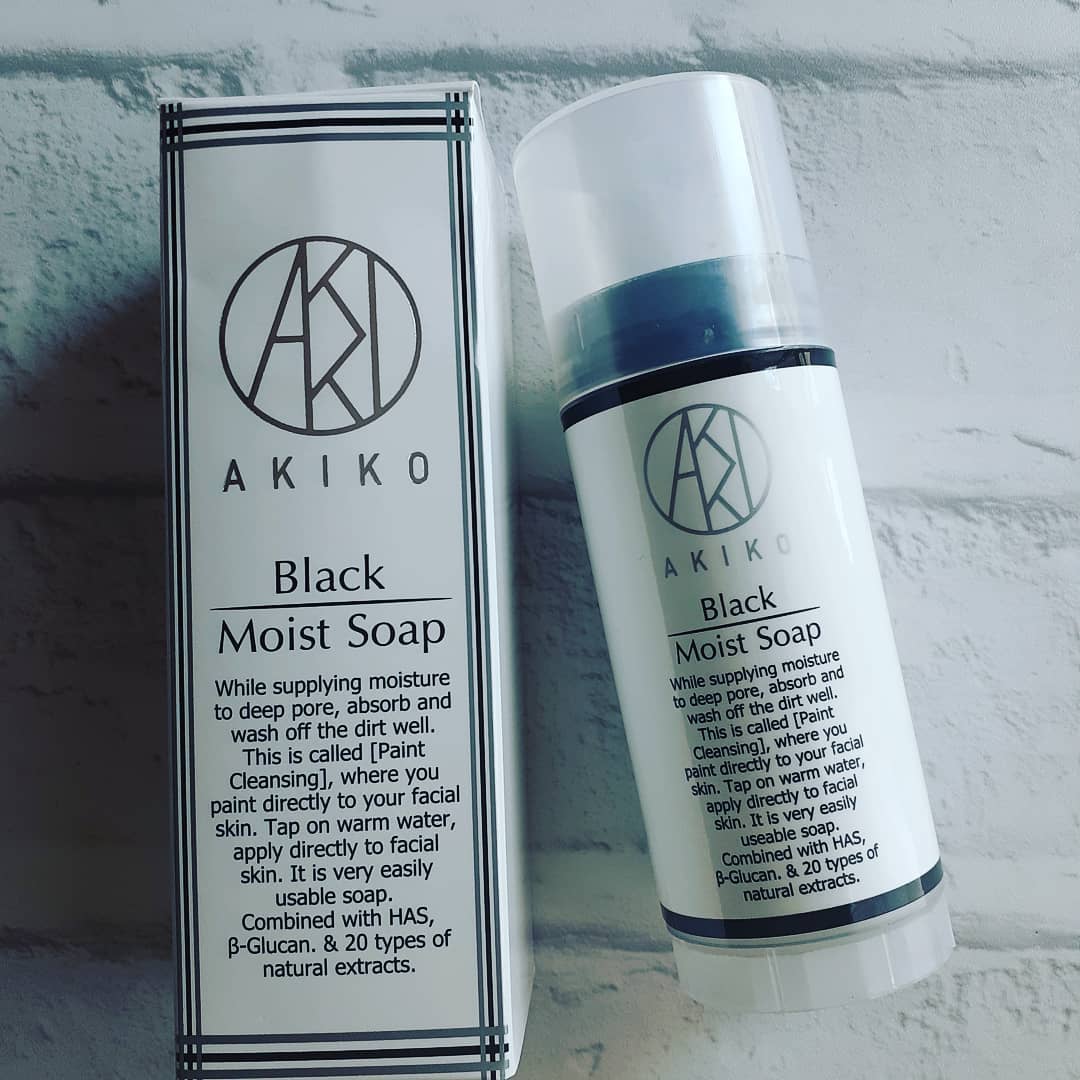 AKIKO
AKIKO
Black
Moist Soap
While supplying moisture
to deep pore, absorb and
wash off the dirt well.
This is called [Paint
Cleansing], where you
paint directly to your facial
skin. Tap on warm water,
apply directly to facial
skin. It is very easily
usable soap.
Combined with HAS,
β-Glucan. & 20 types of
natural extracts.
AKIKO
AKIKO
Black
Moist Soap
While supplying moisture
to deep pore, absorb and
wash off the dirt well.
This is called [Paint
Cleansing], where you
paint directly to your facial
skin. Tap on warm water,
apply directly to facial
skin. It is very easily
useable soap.
Combined with HAS,
β-Glucan. & 20 types of
natural extracts.